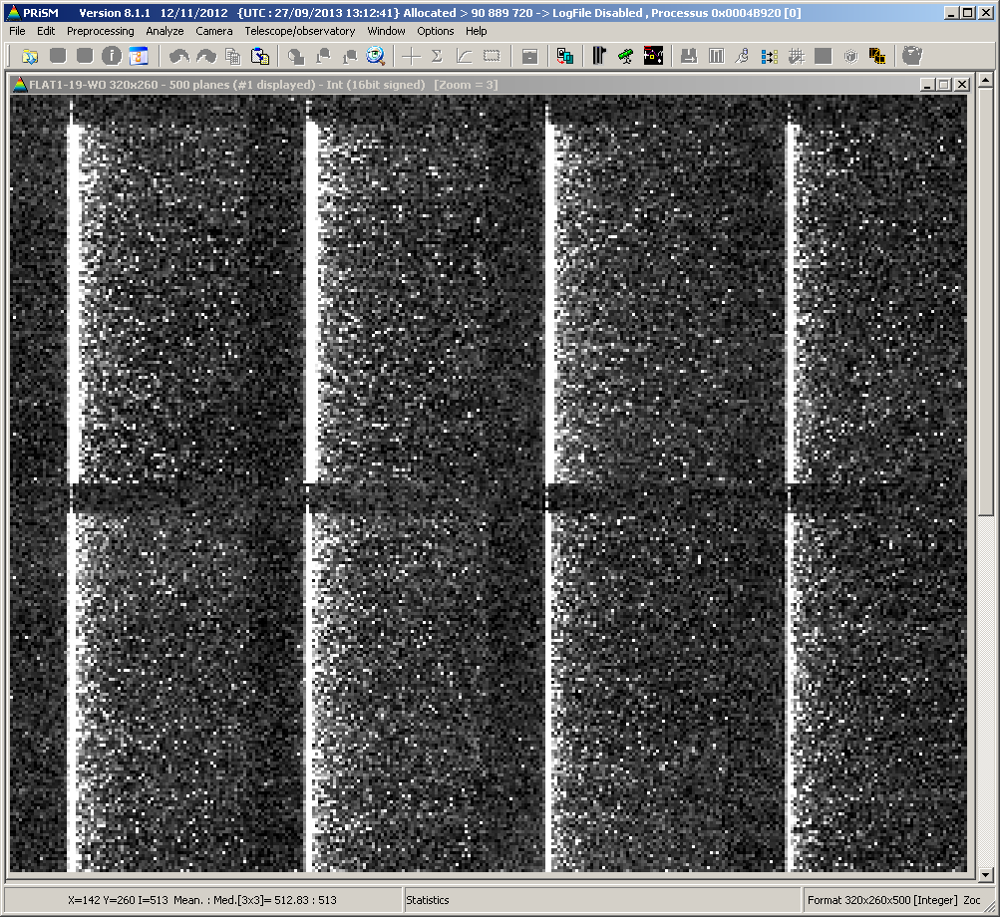 PRiSM Version 8.1.1 12/11/2012 {UTC : 27/09/2013 13:12:41} Allocated > 90 889 720 -> LogFile Disabled , Processus 0x0004B920 [0]
File Edit Preprocessing Analyze Camera Telescope/observatory Window Options Help
FLAT1-19-WO 320x260 - 500 planes (#1 displayed) - Int (16bit signed) [Zoom = 3]
X=142 Y=260 I=513 Mean. : Med.[3x3]= 512.83 : 513 Statistics Format 320x260x500 [Integer] Zoc